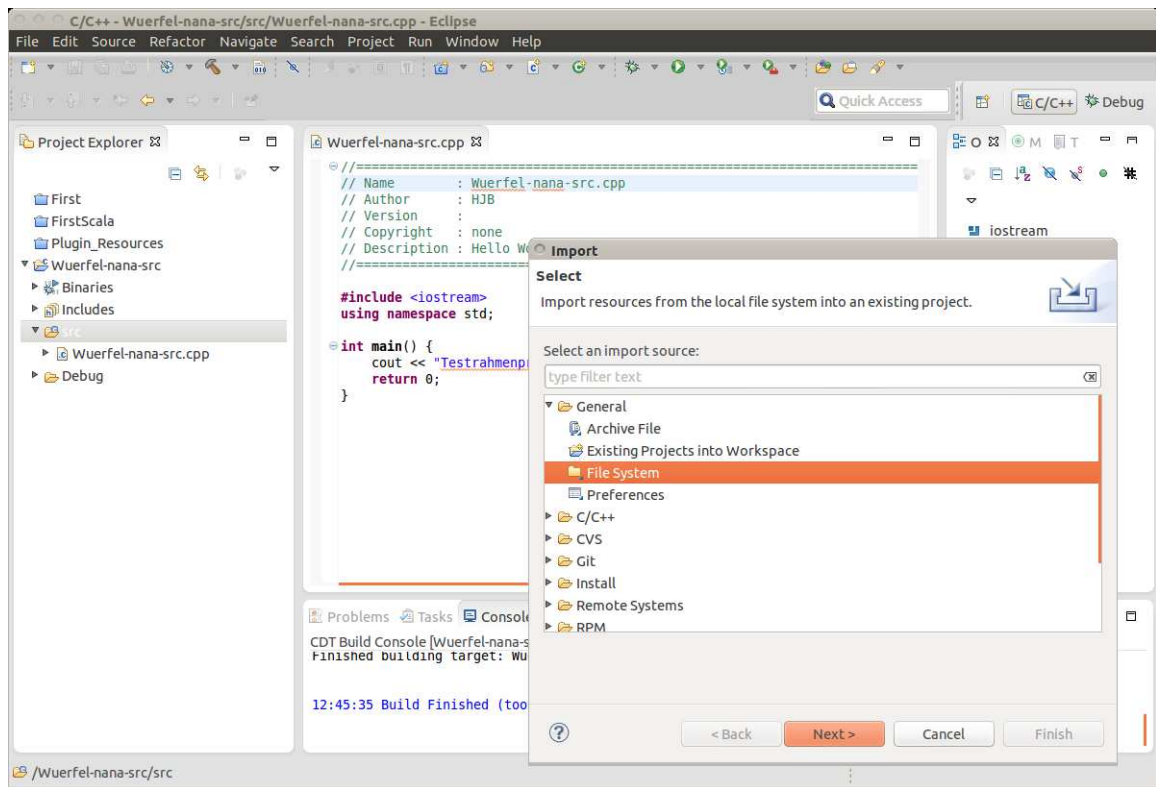 C/C++ - Wuerfel-nana-src/src/Wuerfel-nana-src.cpp - Eclipse
File Edit Source Refactor Navigate Search Project Run Window Help
Quick Access
C/C++
Debug
Project Explorer
First
FirstScala
Plugin_Resources
Wuerfel-nana-src
Binaries
Includes
src
Wuerfel-nana-src.cpp
Debug
Wuerfel-nana-src.cpp
//======================================================================
// Name : Wuerfel-nana-src.cpp
// Author : HJB
// Version :
// Copyright : none
// Description : Hello Wo
//======================
#include <iostream>
using namespace std;
int main() {
cout << "Testrahmenp
return 0;
}
O
M
T
iostream
Import
Select
Import resources from the local file system into an existing project.
Select an import source:
type filter text
General
Archive File
Existing Projects into Workspace
File System
Preferences
C/C++
CVS
Git
Install
Remote Systems
RPM
< Back
Next >
Cancel
Finish
Problems Tasks Console
CDT Build Console [Wuerfel-nana-s
Finished building target: Wu
12:45:35 Build Finished (too
/Wuerfel-nana-src/src